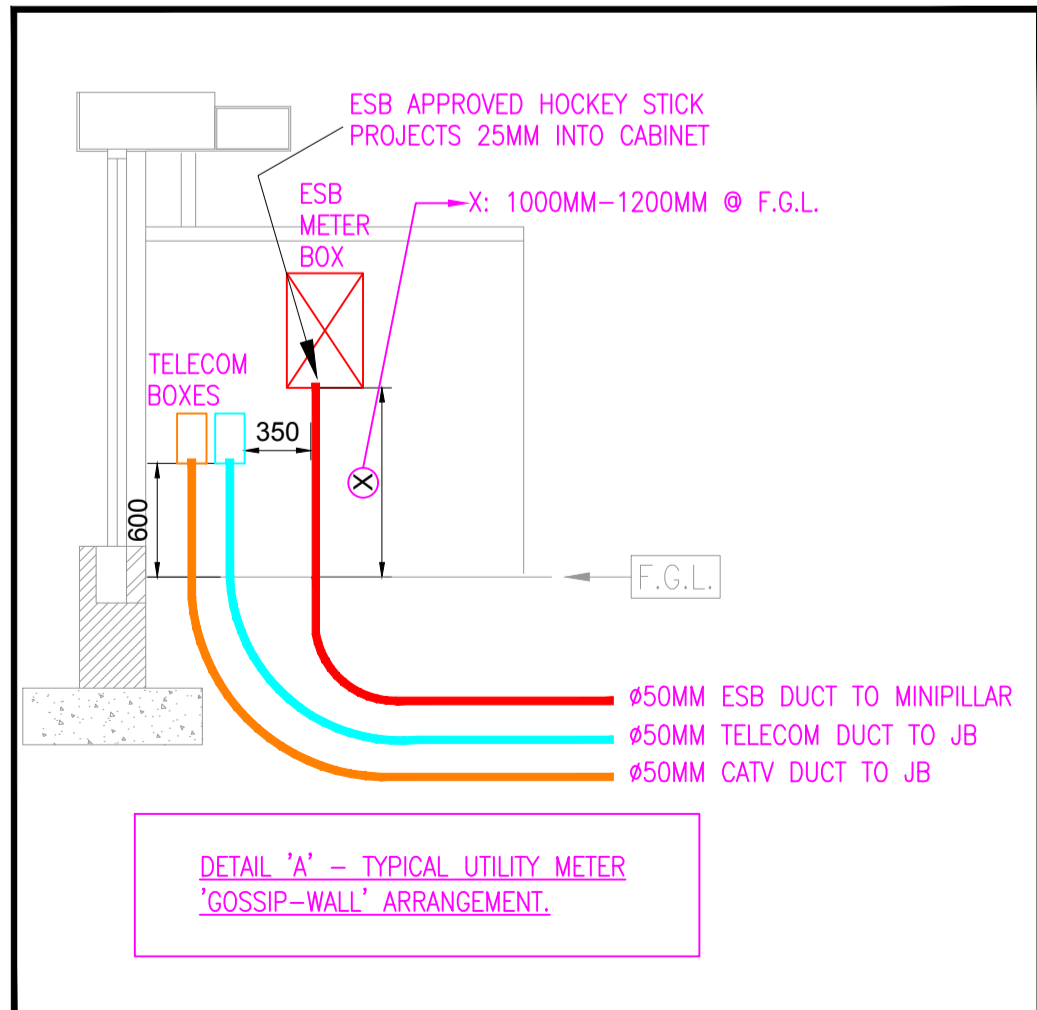 ESB APPROVED HOCKEY STICK
PROJECTS 25MM INTO CABINET
ESB
METER
BOX
X: 1000MM-1200MM @ F.G.L.
TELECOM
BOXES
350
X
600
F.G.L.
Ø50MM ESB DUCT TO MINIPILLAR
Ø50MM TELECOM DUCT TO JB
Ø50MM CATV DUCT TO JB
DETAIL 'A' - TYPICAL UTILITY METER
'GOSSIP-WALL' ARRANGEMENT.